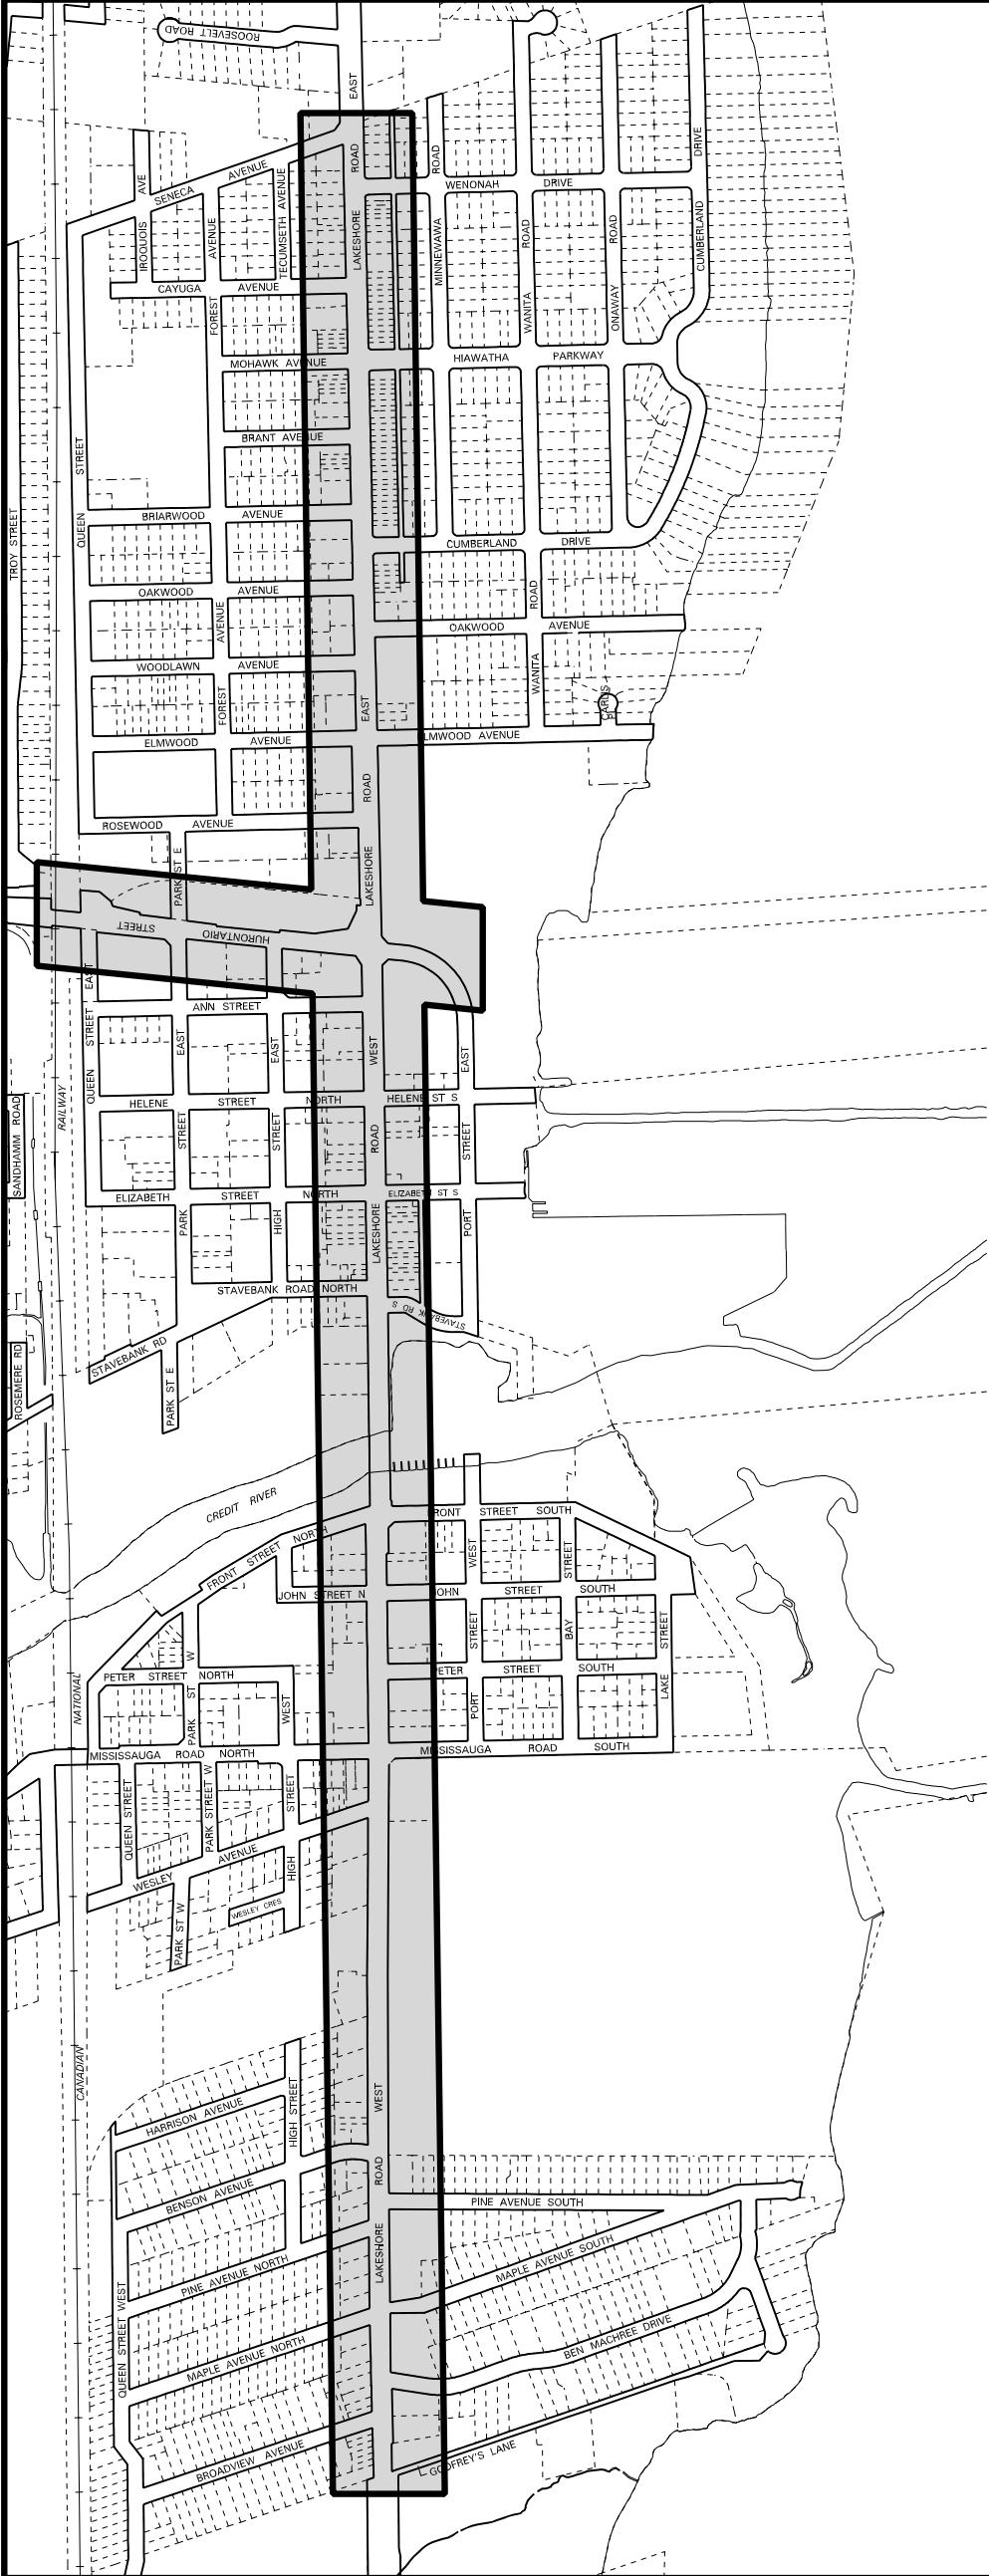 ROOSEVELT ROAD
EAST
ROAD
LAKESHORE
AVE
IROQUOIS
SENECA
AVENUE
TECUMSETH AVENUE
AVENUE
FOREST
CAYUGA
AVENUE
ROAD
MINNEWAWA
WENONAH
DRIVE
ROAD
WANITA
ROAD
ONAWAY
DRIVE
CUMBERLAND
MOHAWK AVENUE
HIAWATHA
PARKWAY
BRANT AVENUE
STREET
QUEEN
TROY STREET
BRIARWOOD
AVENUE
CUMBERLAND
DRIVE
OAKWOOD
AVENUE
ROAD
WANITA
OAKWOOD
AVENUE
AVENUE
FOREST
WOODLAWN
AVENUE
CARLIS
PL
EAST
ELMWOOD
AVENUE
LMWOOD AVENUE
ROAD
ROSEWOOD
AVENUE
LAKESHORE
PARK ST E
STREET
HURONTARIO
EAST
STREET
QUEEN
ANN STREET
EAST
EAST
WEST
EAST
RAILWAY
SANDHAMM ROAD
HELENE
STREET
NORTH
HELENE ST S
STREET
STREET
ROAD
STREET
ELIZABETH
STREET
NORTH
ELIZABETH ST S
PARK
HIGH
LAKESHORE
PORT
STAVEBANK ROAD NORTH
STAVEBANK RD S
STAVEBANK RD
PARK ST E
ROSEMERE RD
CREDIT RIVER
FRONT STREET NORTH
RONT
STREET
SOUTH
WEST
STREET
JOHN STREET N
OHN
STREET
SOUTH
STREET
BAY
STREET
LAKE
W
PARK ST
PETER
STREET
NORTH
WEST
ETER
STREET
SOUTH
PORT
NATIONAL
MISSISSAUGA
ROAD
NORTH
MISSISSAUGA
ROAD
SOUTH
QUEEN STREET
PARK STREET W
STREET
HIGH
WESLEY
AVENUE
WESLEY CRES
PARK ST W
CANADIAN
HIGH STREET
HARRISON AVENUE
WEST
ROAD
LAKESHORE
BENSON AVENUE
PINE AVENUE SOUTH
PINE AVENUE NORTH
MAPLE AVENUE SOUTH
QUEEN STREET WEST
MAPLE AVENUE NORTH
BEN MACHREE DRIVE
BROADVIEW AVENUE
GODFREY'S LANE